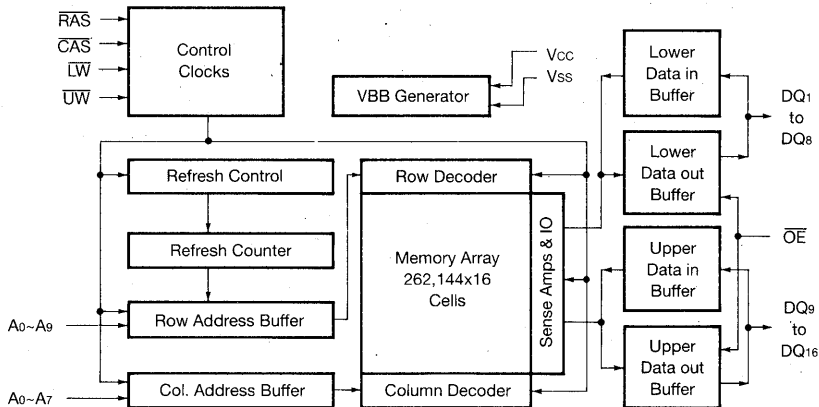 RAS
CAS
LW
UW
Control
Clocks
VBB Generator
Vcc
Vss
Lower
Data in
Buffer
DQ1
to
DQ8
Lower
Data out
Buffer
Refresh Control
Row Decoder
Refresh Counter
Memory Array
262,144x16
Cells
Sense Amps & IO
OE
Upper
Data in
Buffer
A0~A9
Row Address Buffer
DQ9
to
DQ16
Upper
Data out
Buffer
A0~A7
Col. Address Buffer
Column Decoder